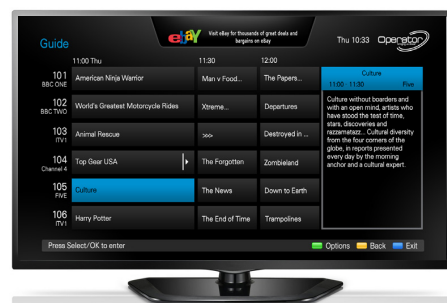 Guide
ebY
Visit eBay for thousands of great deals and
bargains on eBay
Thu 10:33
Operator
11:00 Thu
11:30
12:00
101
BBC ONE
American Ninja Warrior
Man v Food...
The Papers...
102
BBC TWO
World's Greatest Motorcycle Rides
Xtreme...
Departures
103
ITV1
Animal Rescue
>>>
Destroyed in ...
104
Channel 4
Top Gear USA
The Forgotten
Zombieland
105
FIVE
Culture
The News
Down to Earth
106
ITV1
Harry Potter
The End of Time
Trampolines
Culture
11:00 11:30
Five
Culture without boarders and
with an open mind, artists who
have stood the test of time,
stars, discoveries and
razzamatazz... Cultural diversity
from the four corners of the
globe, in reports presented
every day by the morning
anchor and a cultural expert.
Press Select/OK to enter
Options
Back
Exit